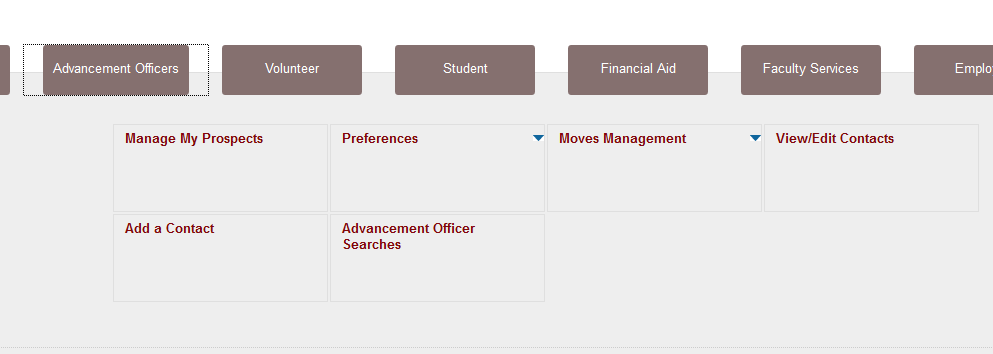 Advancement Officers
Volunteer
Student
Financial Aid
Faculty Services
Emplo
Manage My Prospects
Preferences
Moves Management
View/Edit Contacts
Add a Contact
Advancement Officer
Searches